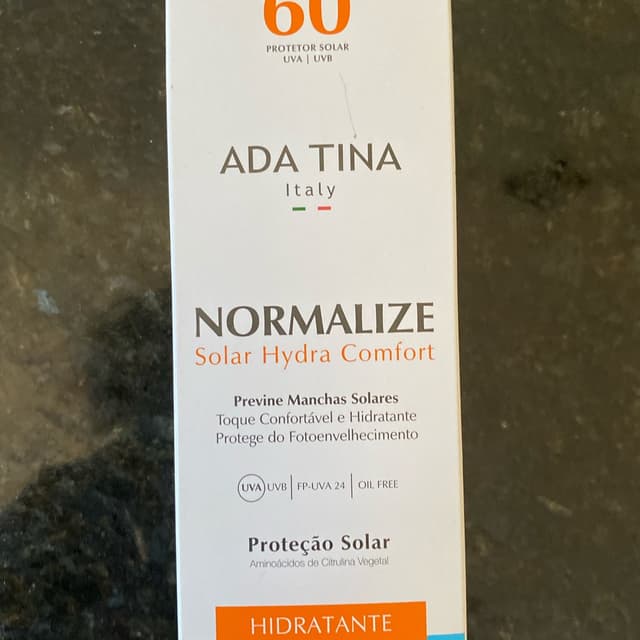 60
PROTETOR SOLAR
UVA | UVB
ADA TINA
Italy
NORMALIZE
Solar Hydra Comfort
Previne Manchas Solares
Toque Confortável e Hidratante
Protege do Fotoenvelhecimento
UVA UVB | FP-UVA 24 | OIL FREE
Proteção Solar
Aminoácidos de Citrulina Vegetal
HIDRATANTE